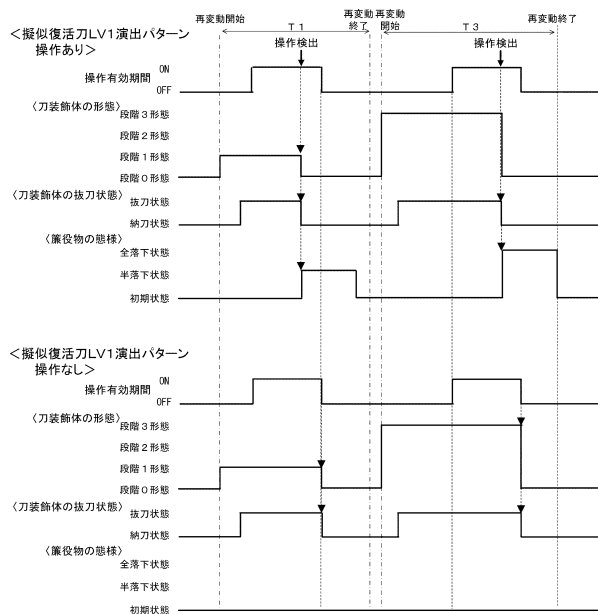 再変動開始
T1
再変動
終了
再変動
開始
T3
再変動終了
<擬似復活刀LV1演出パターン
操作あり>
操作検出
操作検出
ON
操作有効期間
OFF
〈刀装飾体の形態〉
段階3形態
段階2形態
段階1形態
段階0形態
〈刀装飾体の抜刀状態〉
抜刀状態
納刀状態
〈簾役物の態様〉
全落下状態
半落下状態
初期状態
<擬似復活刀LV1演出パターン
操作なし>
ON
操作有効期間
OFF
〈刀装飾体の形態〉
段階3形態
段階2形態
段階1形態
段階0形態
〈刀装飾体の抜刀状態〉
抜刀状態
納刀状態
〈簾役物の態様〉
全落下状態
半落下状態
初期状態